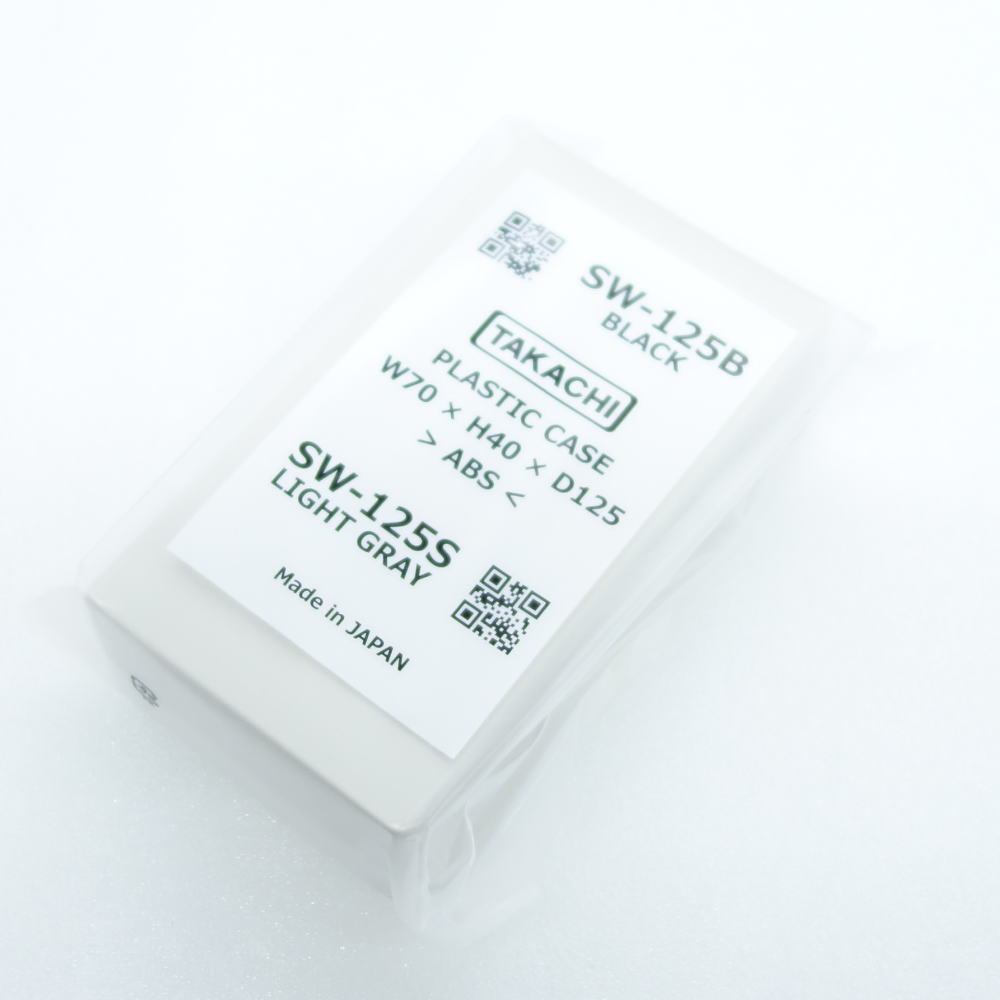 SW-125B
BLACK
TAKACHI
PLASTIC CASE
W70 × H40 × D125
> ABS <
SW-125S
LIGHT GRAY
Made in JAPAN